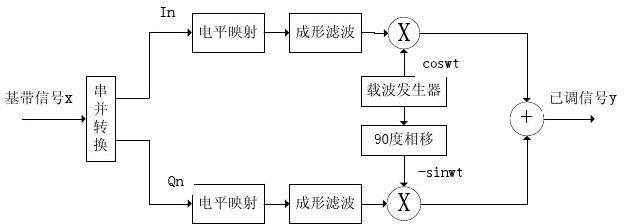 In
电平映射
成形滤波
X
coswt
基带信号x
串并转换
载波发生器
已调信号y
+
90度相移
-sinwt
Qn
电平映射
成形滤波
X